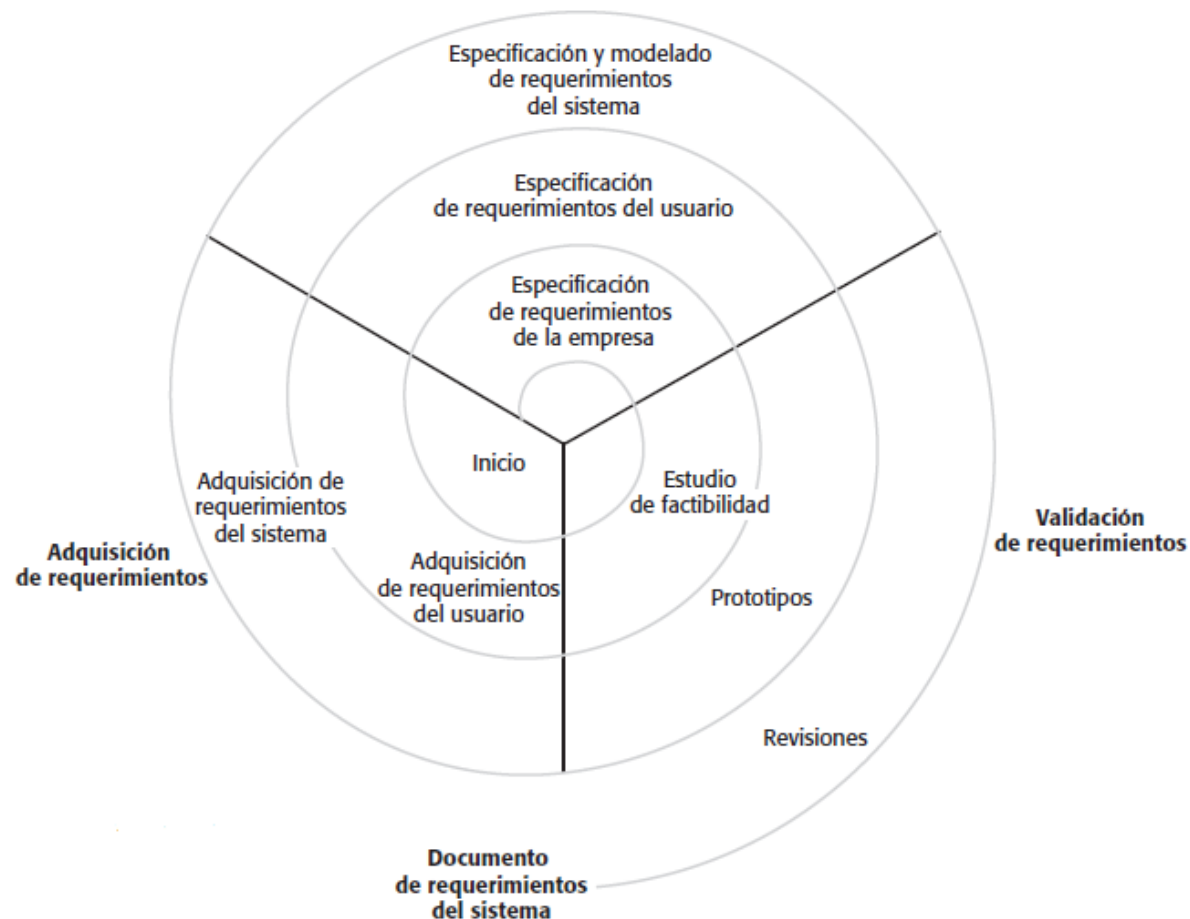 Especificación y modelado
de requerimientos
del sistema
Especificación
de requerimientos del usuario
Especificación
de requerimientos
de la empresa
Inicio
Estudio
de factibilidad
Adquisición de
requerimientos
del sistema
Validación
de requerimientos
Adquisición
de requerimientos
Adquisición
de requerimientos
del usuario
Prototipos
Revisiones
Documento
de requerimientos
del sistema